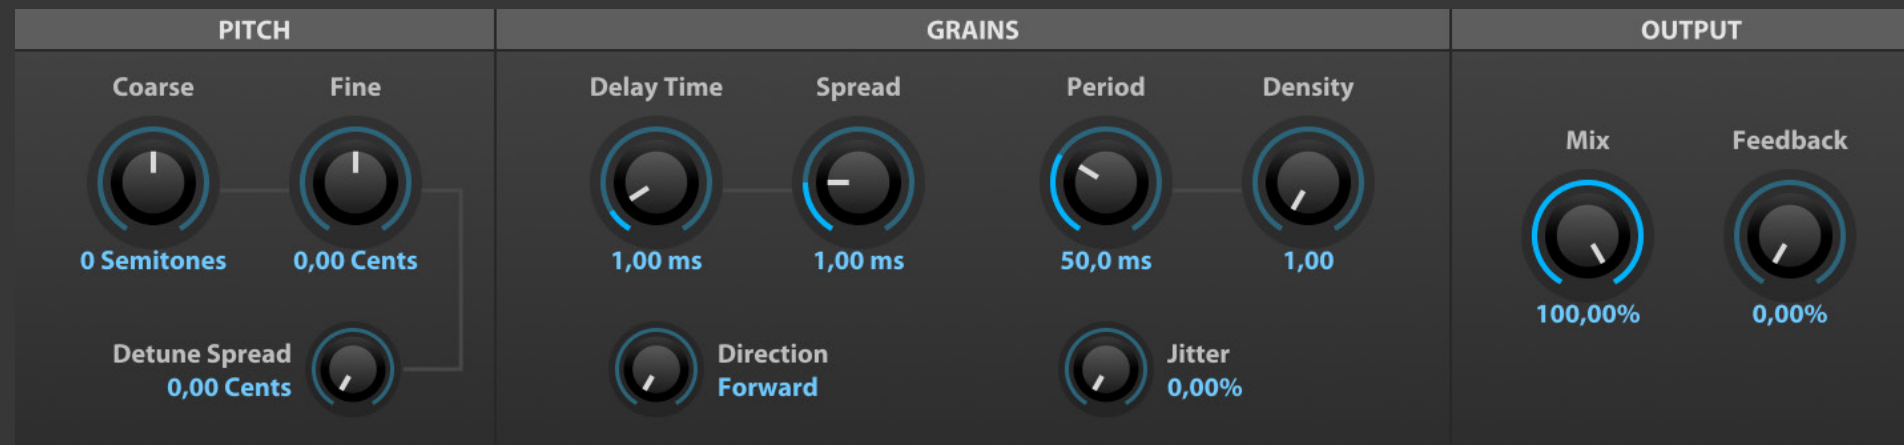 PITCH
GRAINS
OUTPUT
Coarse
Fine
Delay Time
Spread
Period
Density
Mix
Feedback
0 Semitones
0,00 Cents
1,00 ms
1,00 ms
50,0 ms
1,00
100,00%
0,00%
Detune Spread
0,00 Cents
Direction
Forward
Jitter
0,00%